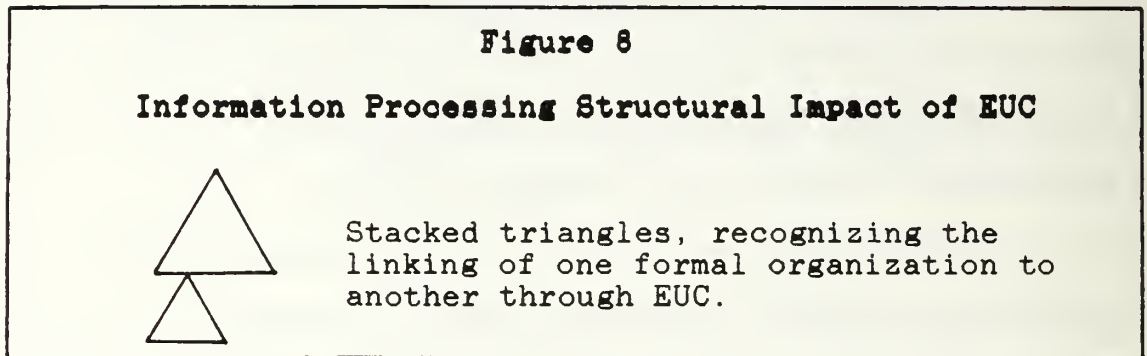 Figure 8
Information Processing Structural Impact of EUC
Stacked triangles, recognizing the
linking of one formal organization to
another through EUC.